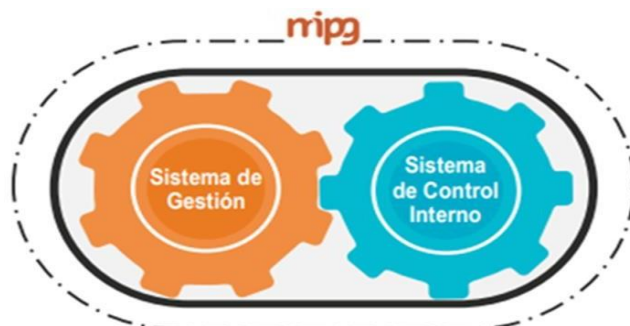 mipg
Sistema de
Gestión
Sistema
de Control
Interno